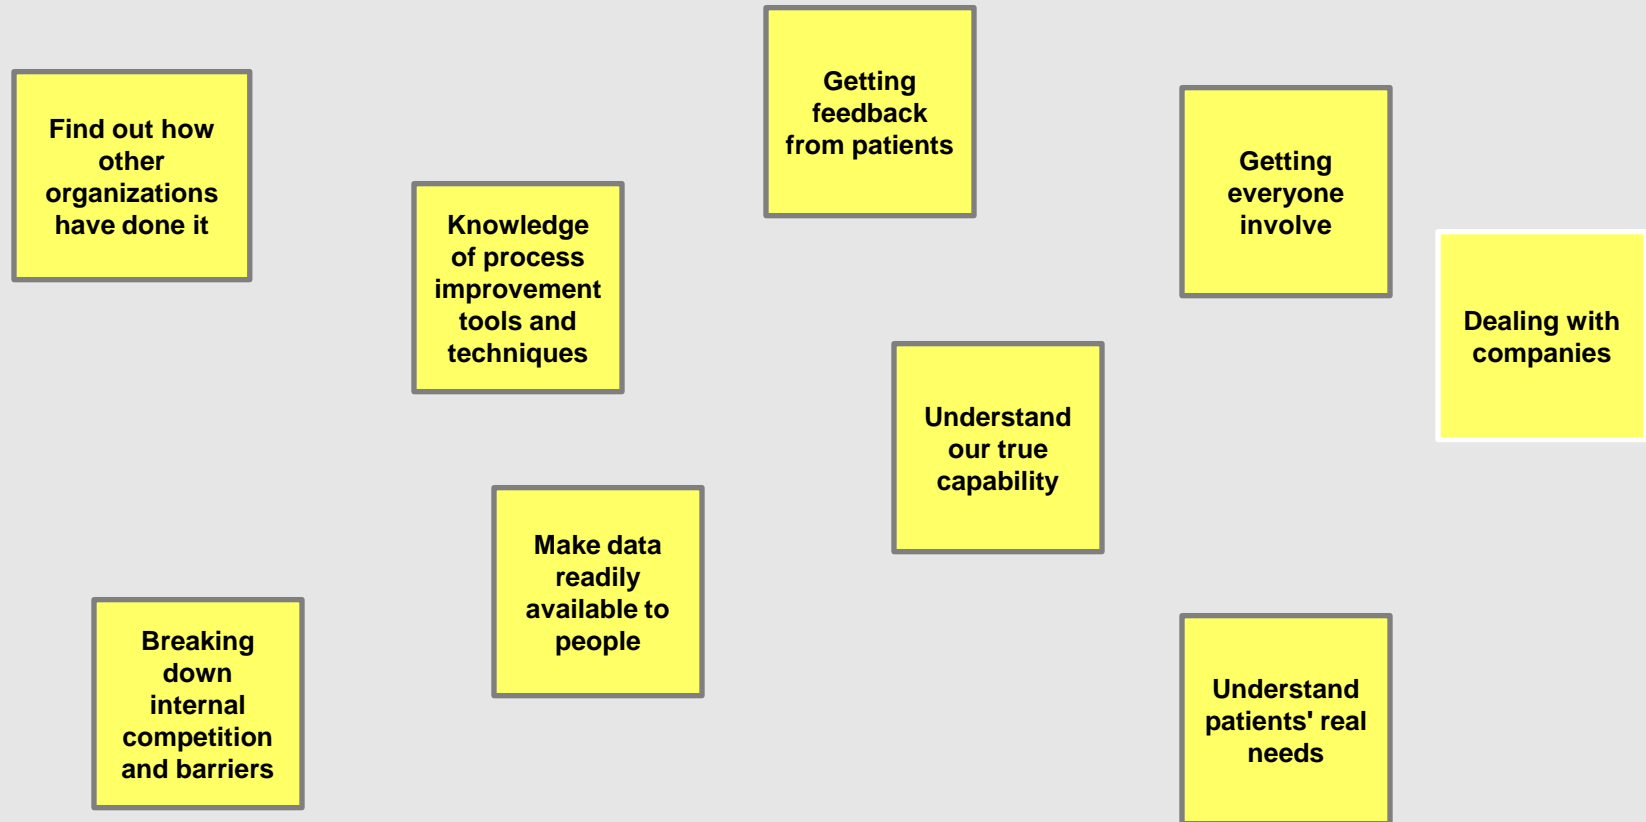 Find out how
other
organizations
have done it
Knowledge
of process
improvement
tools and
techniques
Getting
feedback
from patients
Getting
everyone
involve
Dealing with
companies
Understand
our true
capability
Make data
readily
available to
people
Breaking
down
internal
competition
and barriers
Understand
patients' real
needs